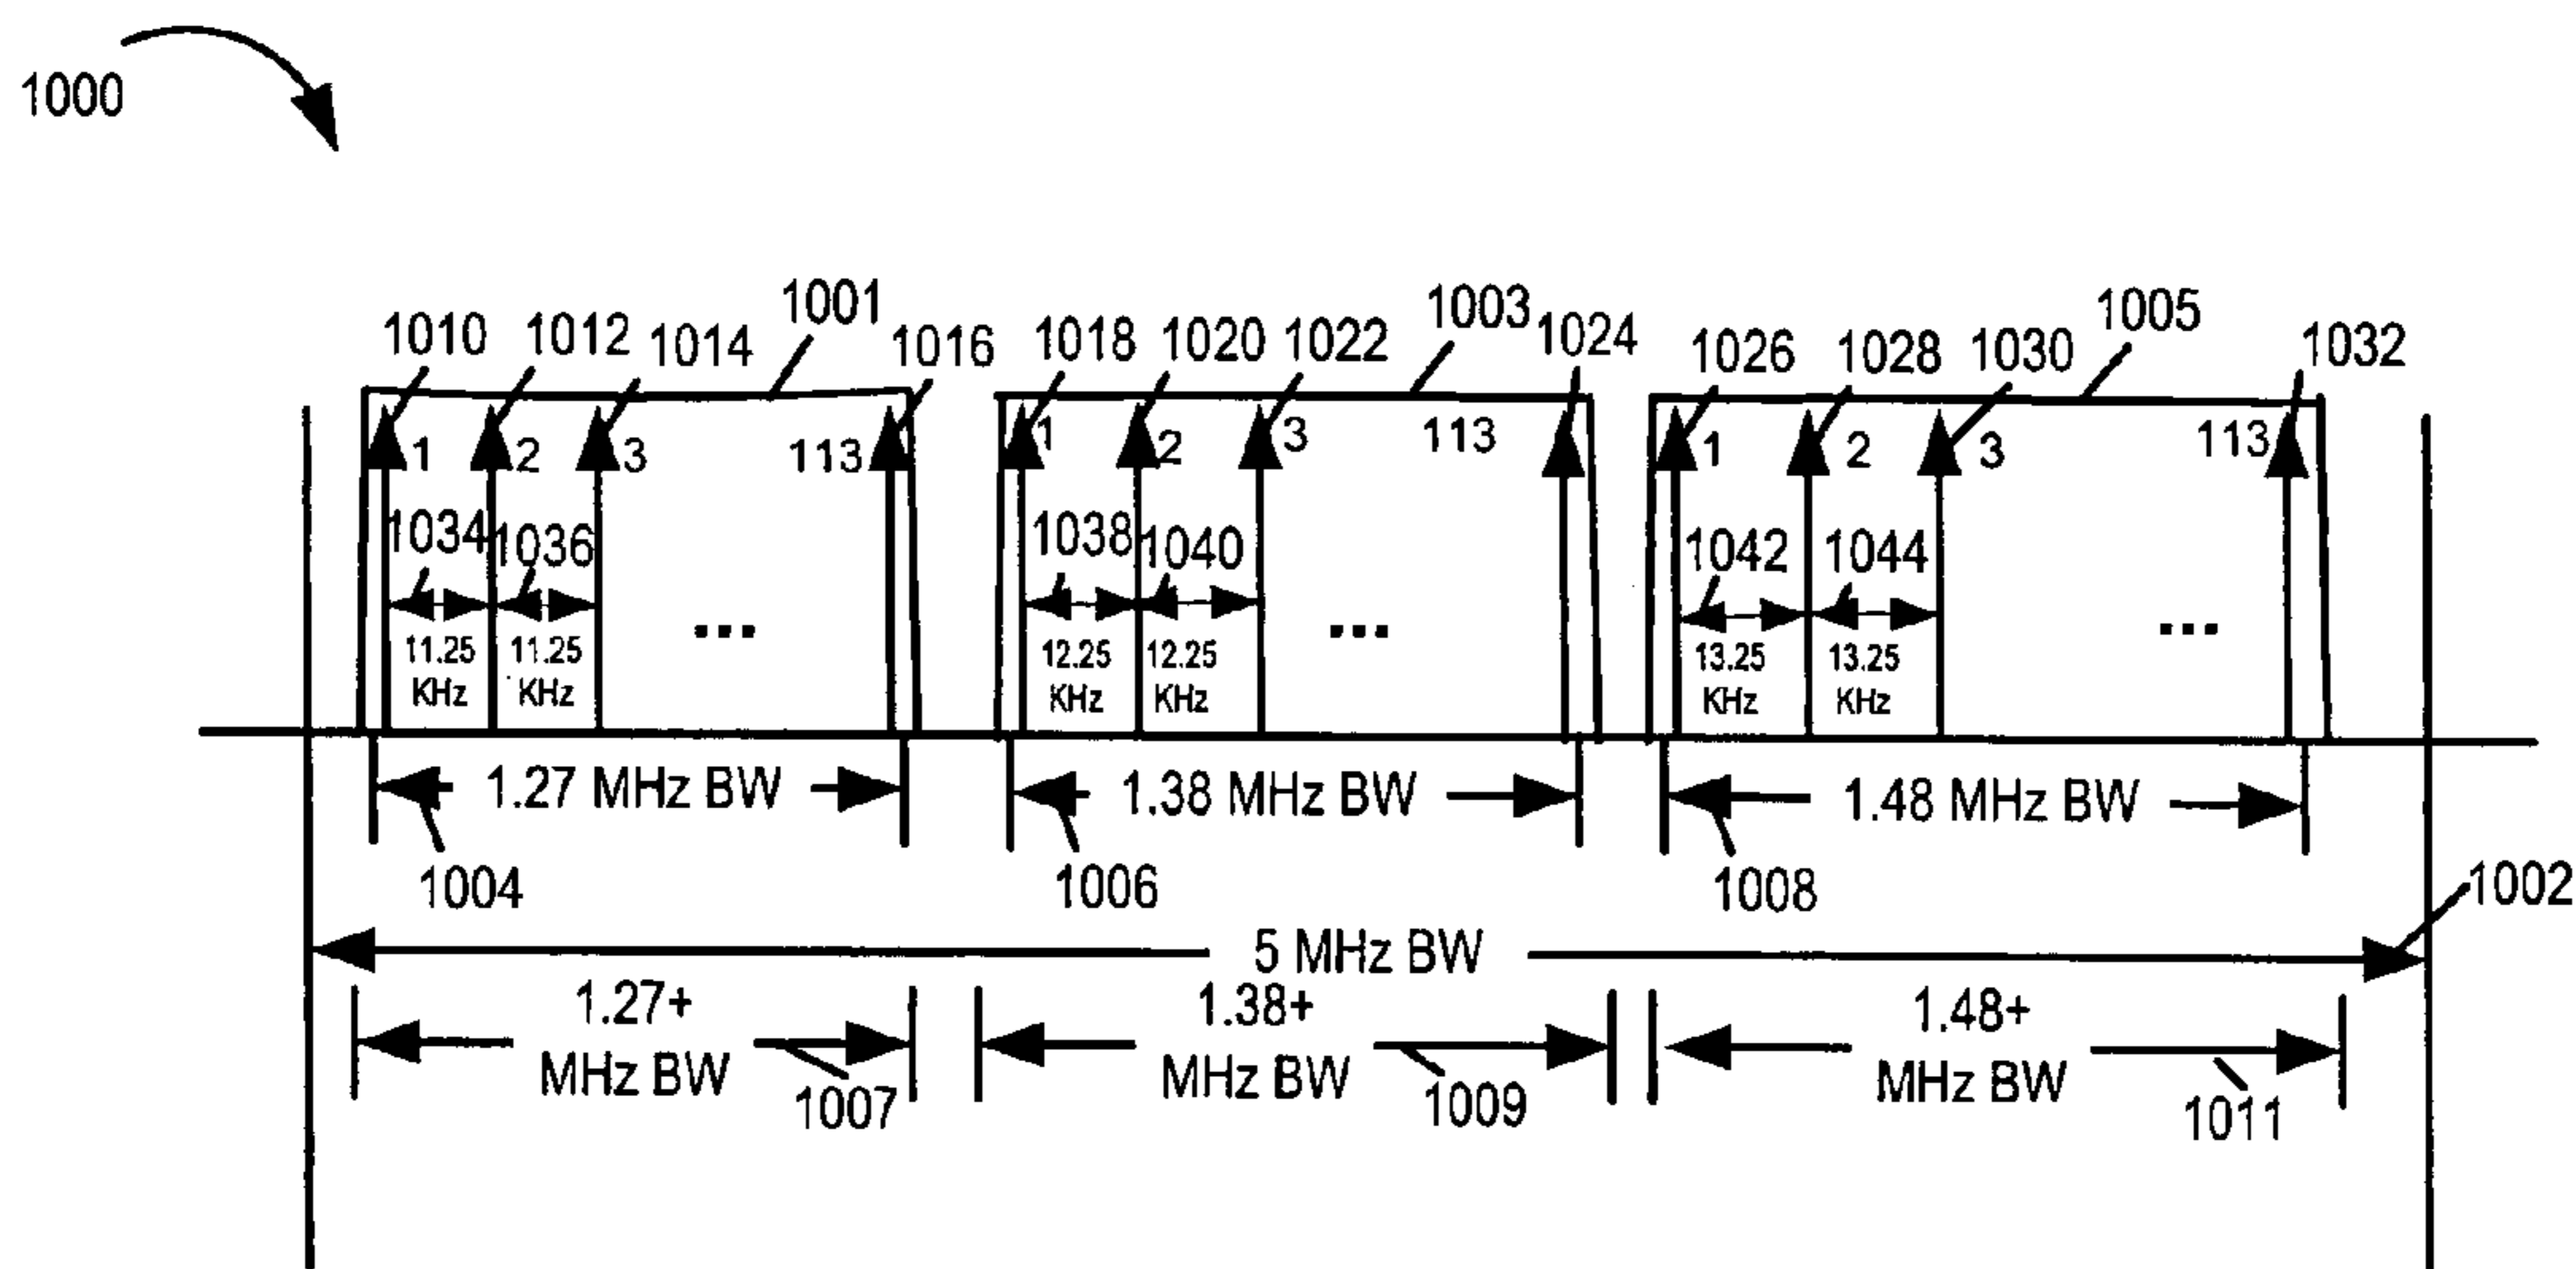 1000
1010 1012 1014 1001 1016 1018 1020 1022 1003 1024 1026 1028 1030 1005 1032
1 2 3 113 1 2 3 113 1 2 3 113
1034 1036 1038 1040 1042 1044
... ... ...
11.25 KHz
11.25 KHz
12.25 KHz
12.25 KHz
13.25 KHz
13.25 KHz
1.27 MHz BW 1.38 MHz BW 1.48 MHz BW
1004 1006 1008 1002
5 MHz BW
1.27+ MHz BW
1.38+ MHz BW
1.48+ MHz BW
1007 1009 1011